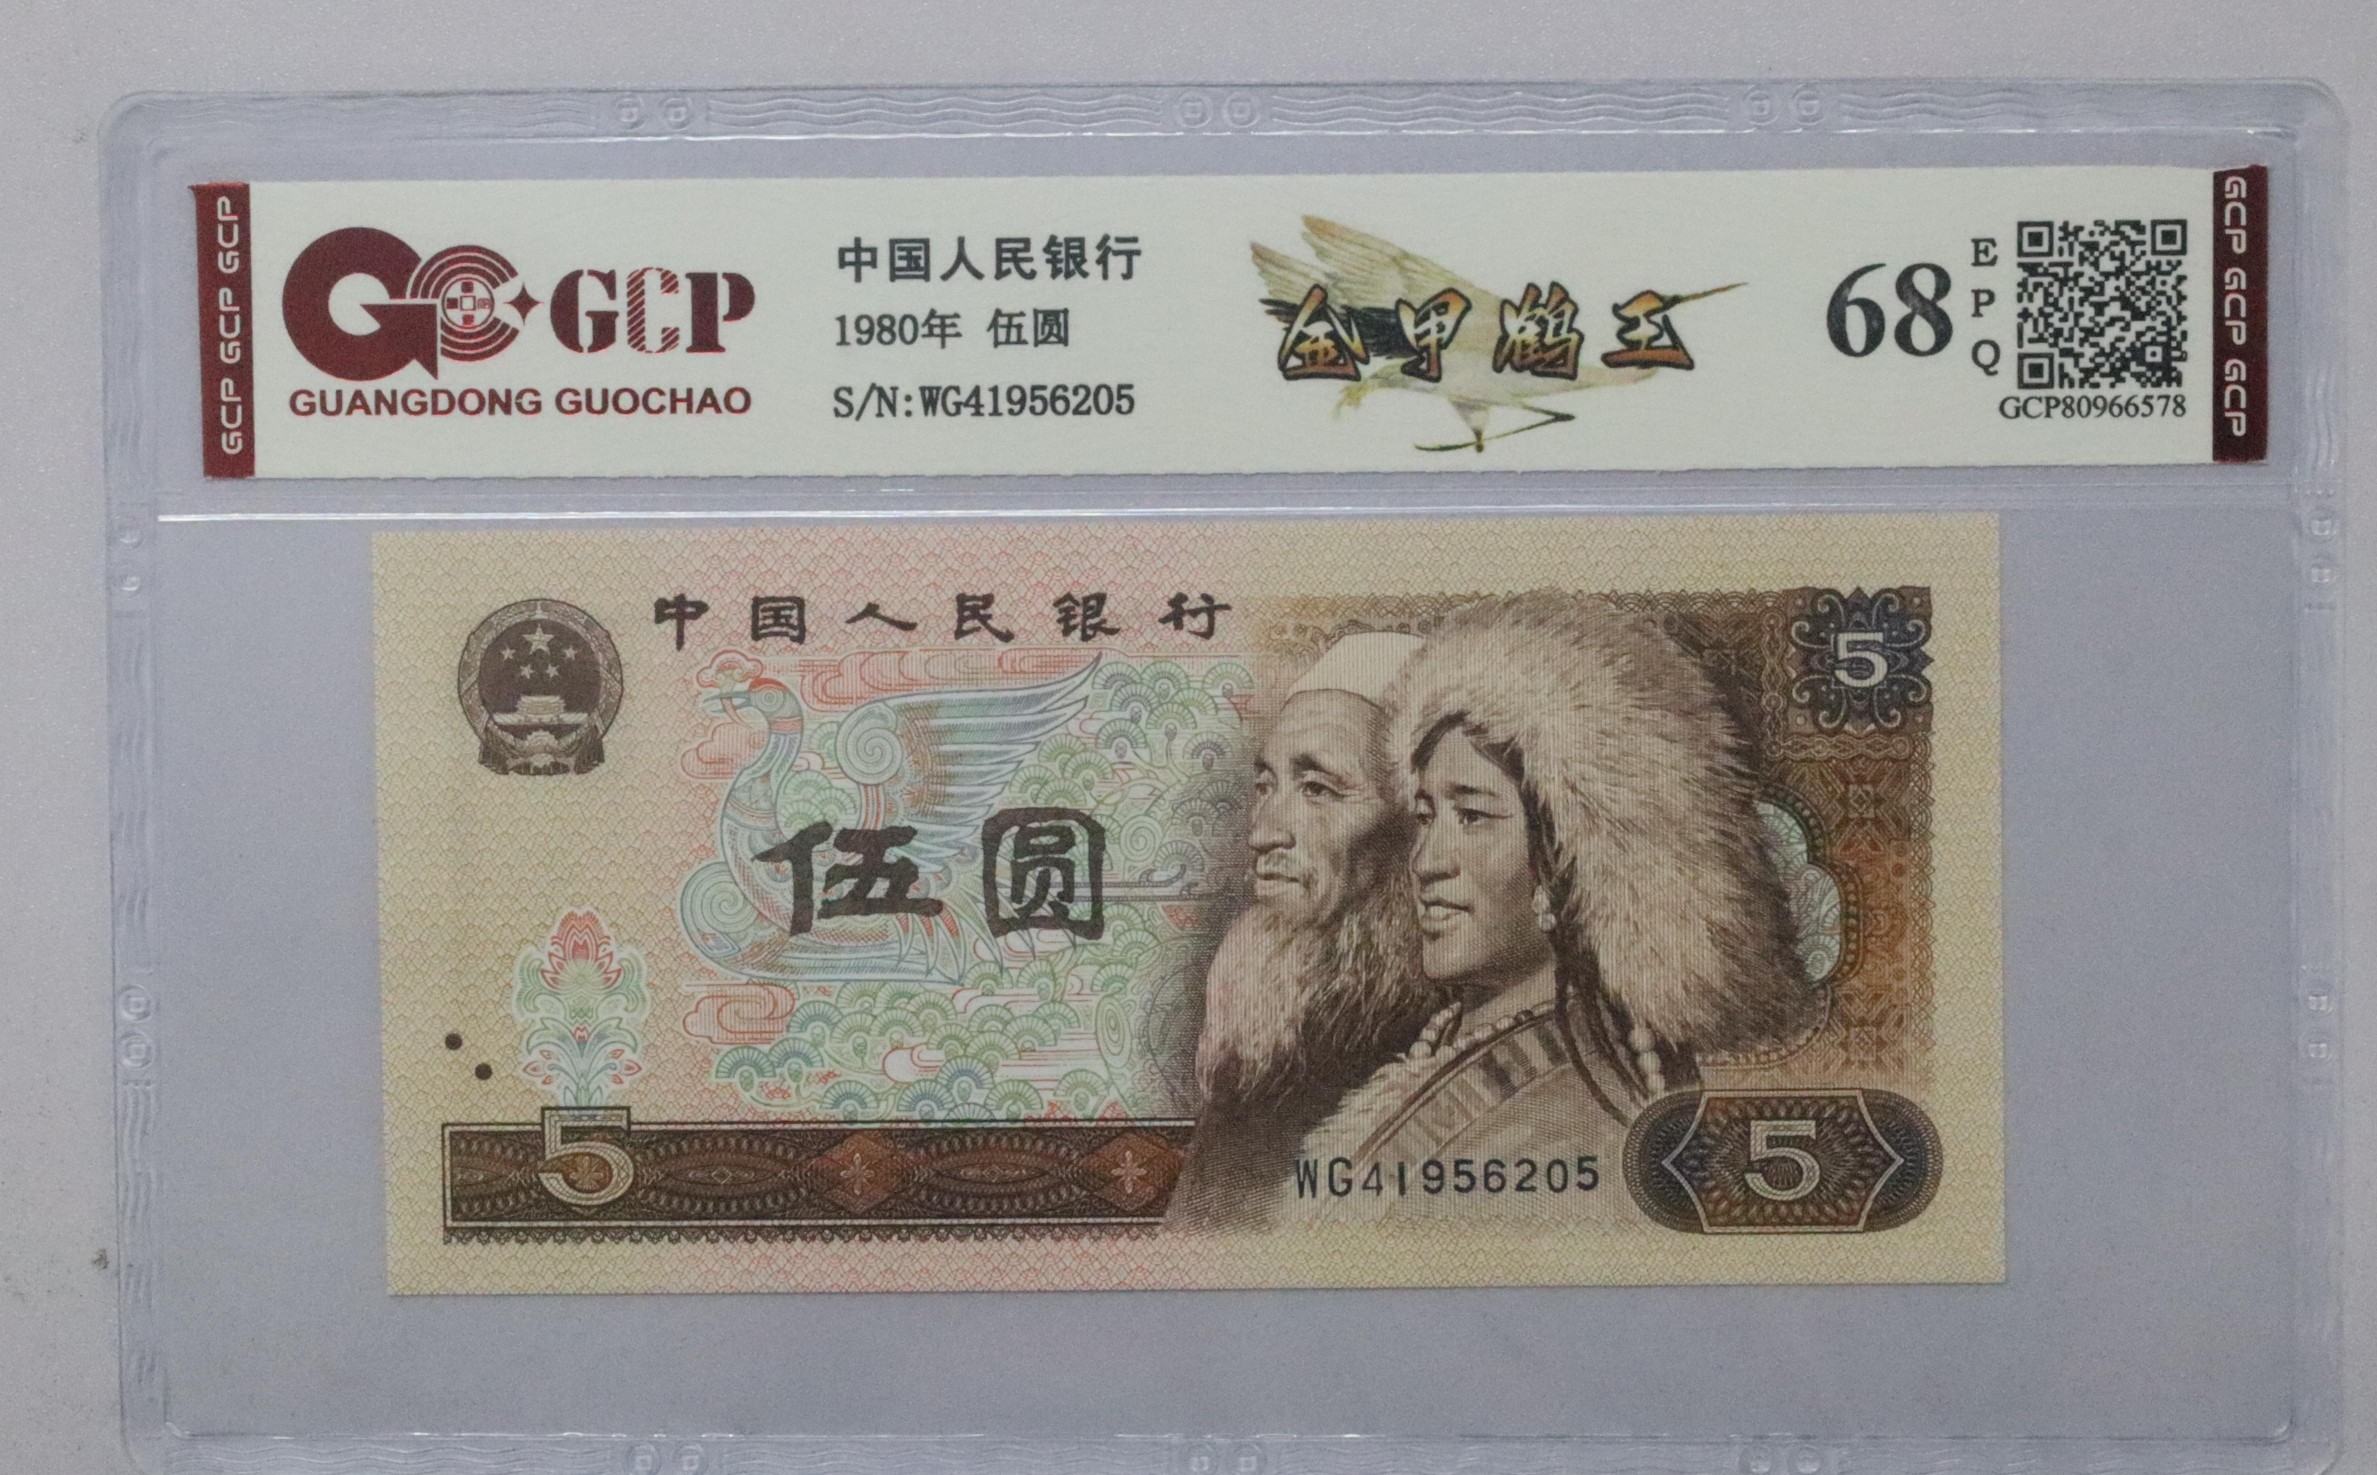 GCP GCP GCP
GCP
GUANGDONG GUOCHAO
中国人民银行
1980年 伍圆
S/N:WG41956205
金甲鹤王
68
EPQ
GCP80966578
GCP GCP GCP
中国人民银行
5
伍圆
5
WG41956205
5